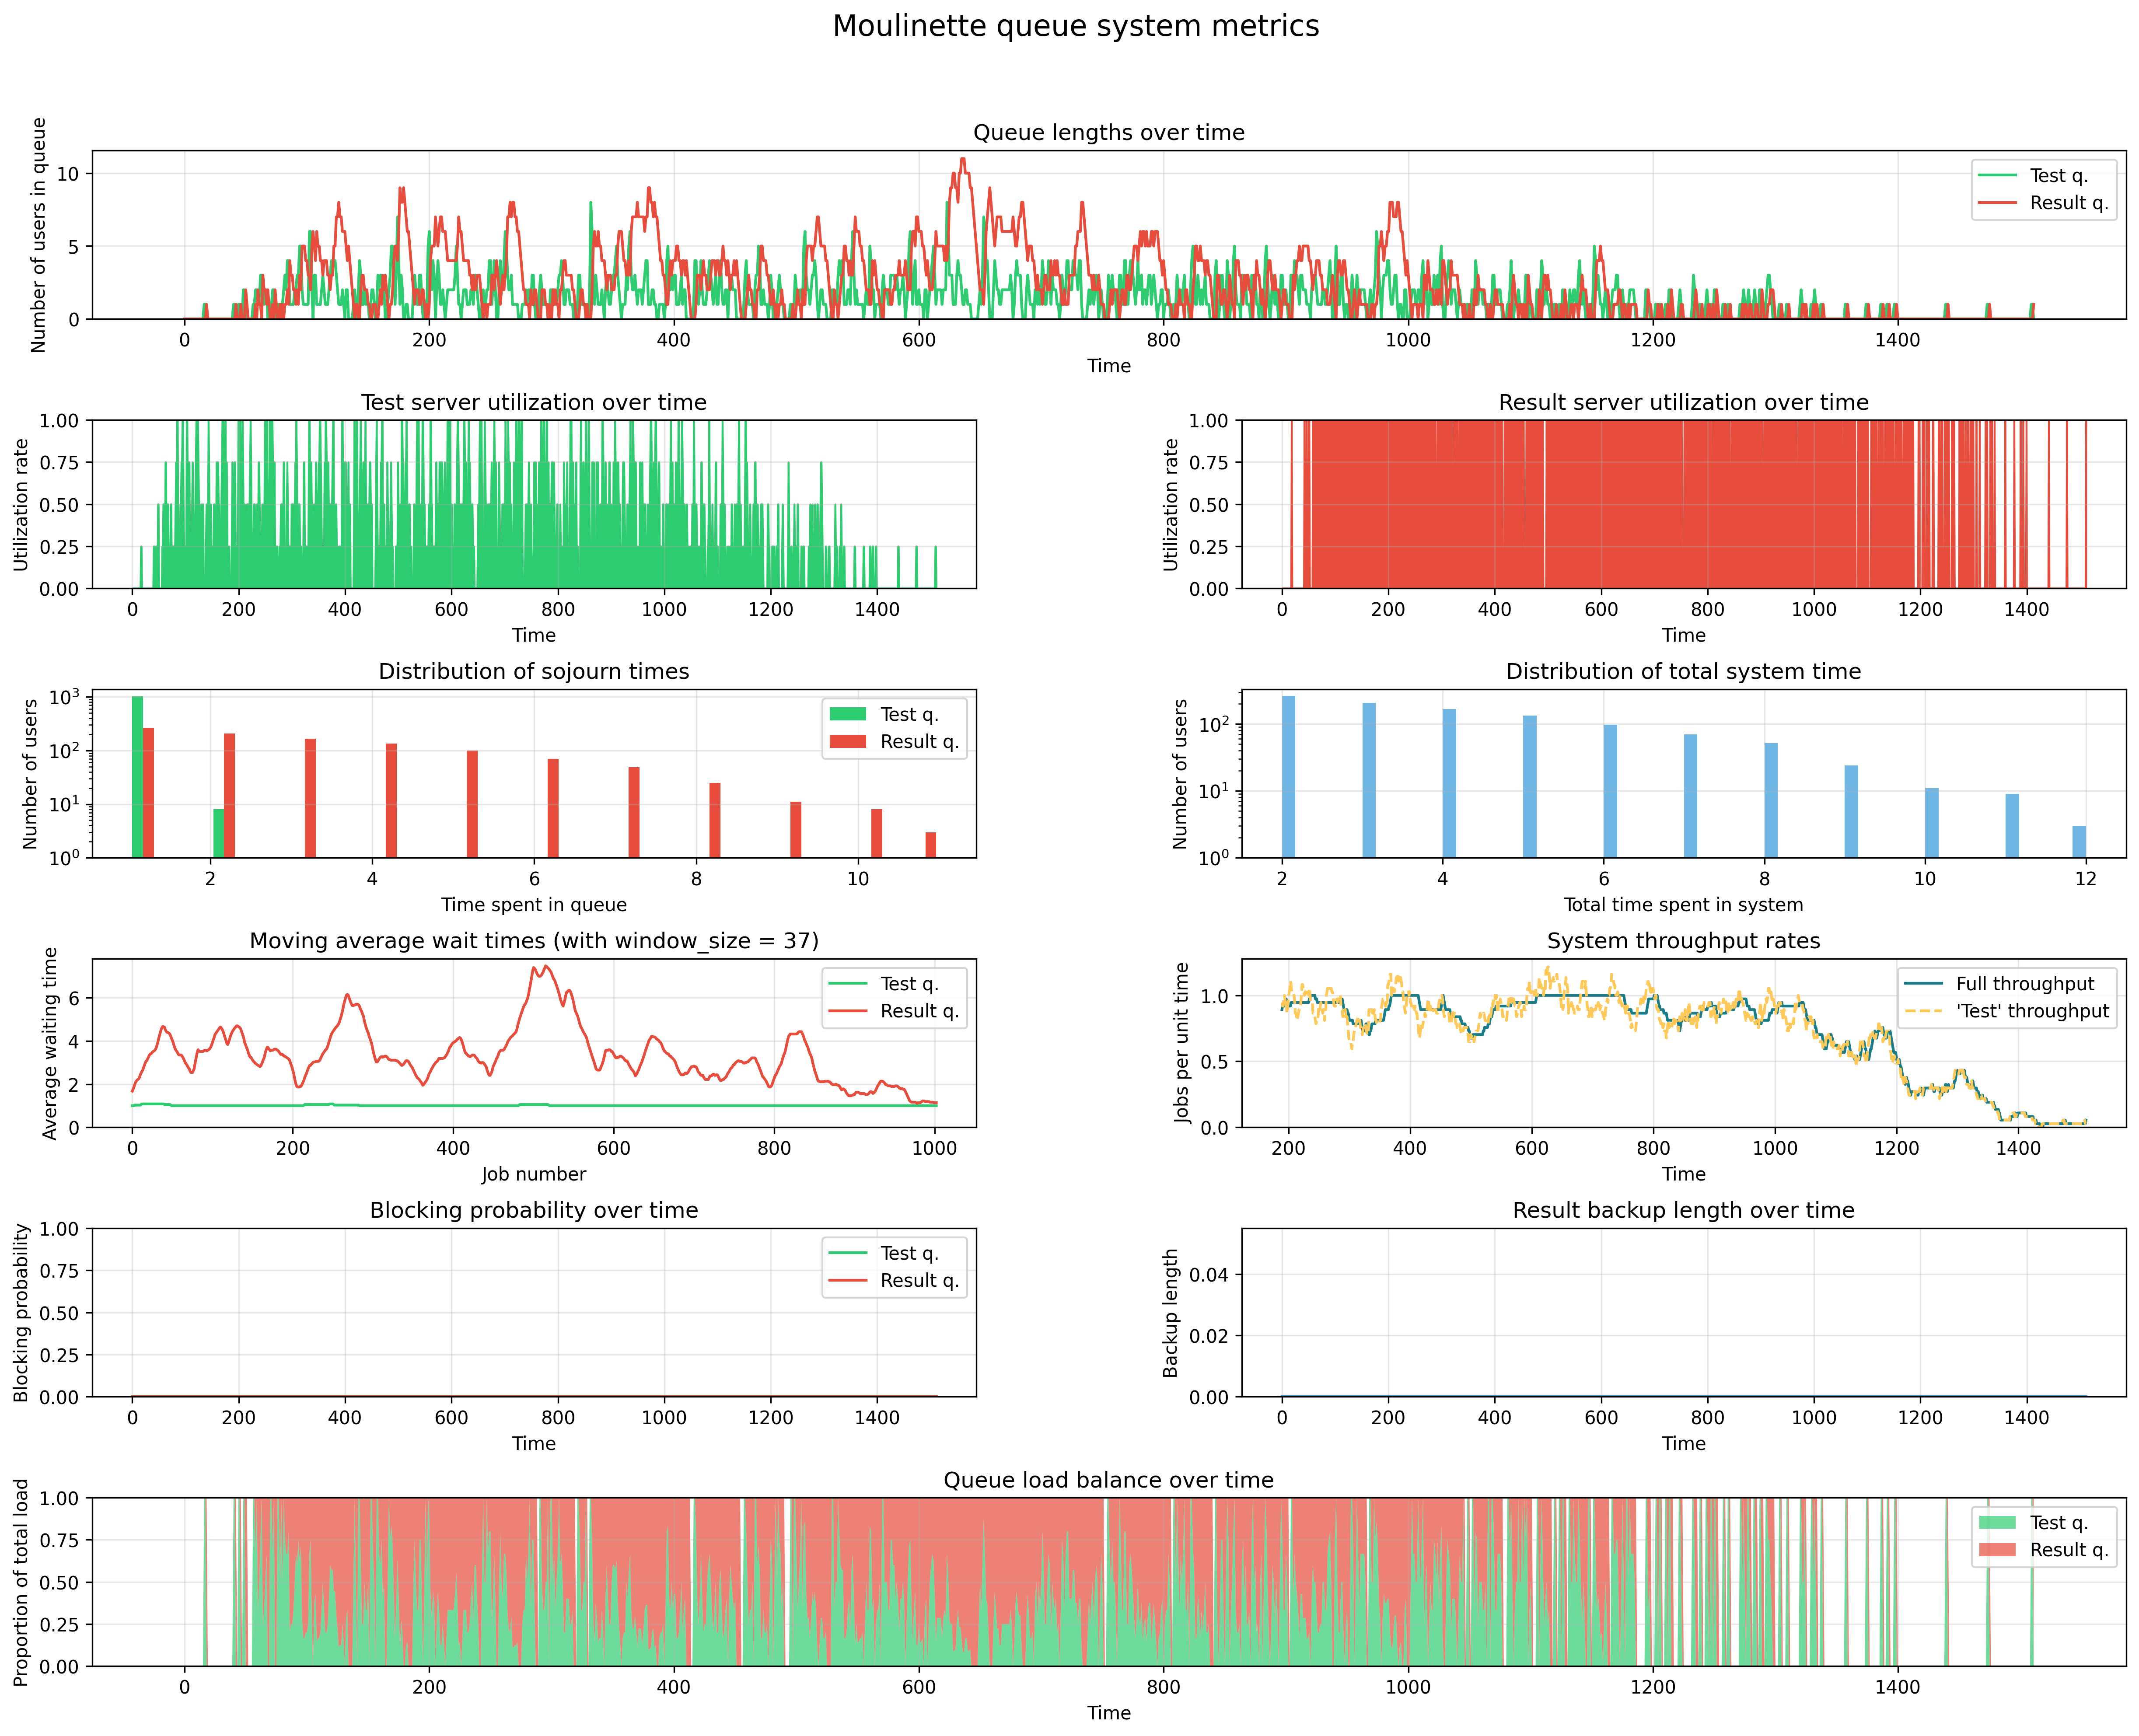 Moulinette queue system metrics
Queue lengths over time
Number of users in queue
10
5
0
Test q.
Result q.
0 200 400 600 800 1000 1200 1400
Time
Test server utilization over time
Utilization rate
1.00
0.75
0.50
0.25
0.00
0 200 400 600 800 1000 1200 1400
Time
Result server utilization over time
Utilization rate
1.00
0.75
0.50
0.25
0.00
0 200 400 600 800 1000 1200 1400
Time
Distribution of sojourn times
Number of users
10³
10²
10¹
10⁰
Test q.
Result q.
2 4 6 8 10
Time spent in queue
Distribution of total system time
Number of users
10²
10¹
10⁰
2 4 6 8 10 12
Total time spent in system
Moving average wait times (with window_size = 37)
Average waiting time
6
4
2
0
Test q.
Result q.
0 200 400 600 800 1000
Job number
System throughput rates
Jobs per unit time
1.0
0.5
0.0
Full throughput
'Test' throughput
200 400 600 800 1000 1200 1400
Time
Blocking probability over time
Blocking probability
1.00
0.75
0.50
0.25
0.00
Test q.
Result q.
0 200 400 600 800 1000 1200 1400
Time
Result backup length over time
Backup length
0.04
0.02
0.00
0 200 400 600 800 1000 1200 1400
Time
Queue load balance over time
Proportion of total load
1.00
0.75
0.50
0.25
0.00
Test q.
Result q.
0 200 400 600 800 1000 1200 1400
Time